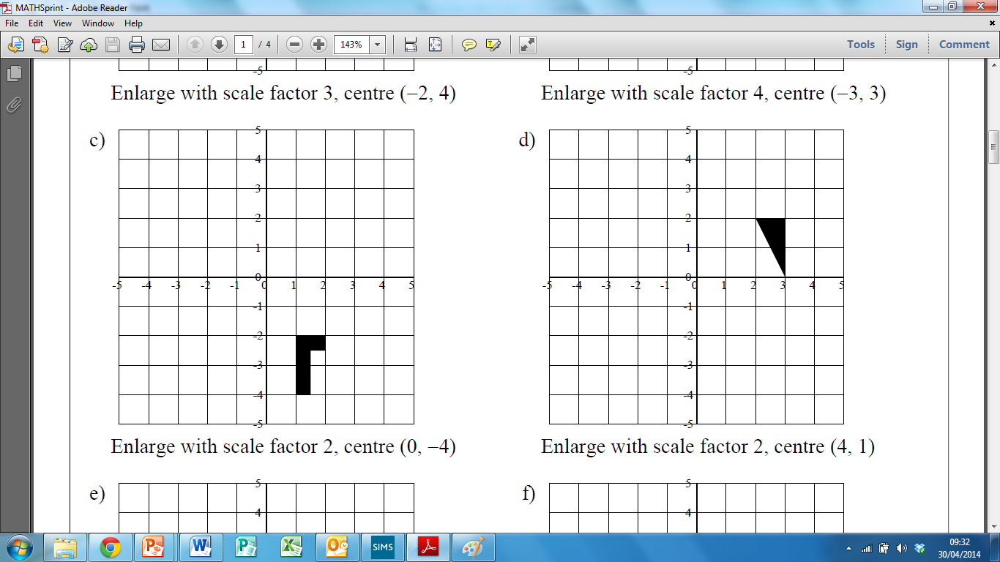 MATHSprint - Adobe Reader
File Edit View Window Help
1 / 4 143% Tools Sign Comment
-5 -5
Enlarge with scale factor 3, centre (−2, 4) Enlarge with scale factor 4, centre (−3, 3)
c) 5 d) 5
4 4
3 3
2 2
1 1
0 0
-5 -4 -3 -2 -1 0 1 2 3 4 5 -5 -4 -3 -2 -1 0 1 2 3 4 5
-1 -1
-2 -2
-3 -3
-4 -4
-5 -5
Enlarge with scale factor 2, centre (0, −4) Enlarge with scale factor 2, centre (4, 1)
e) 5 f) 5
4 4
SIMS 09:32
30/04/2014